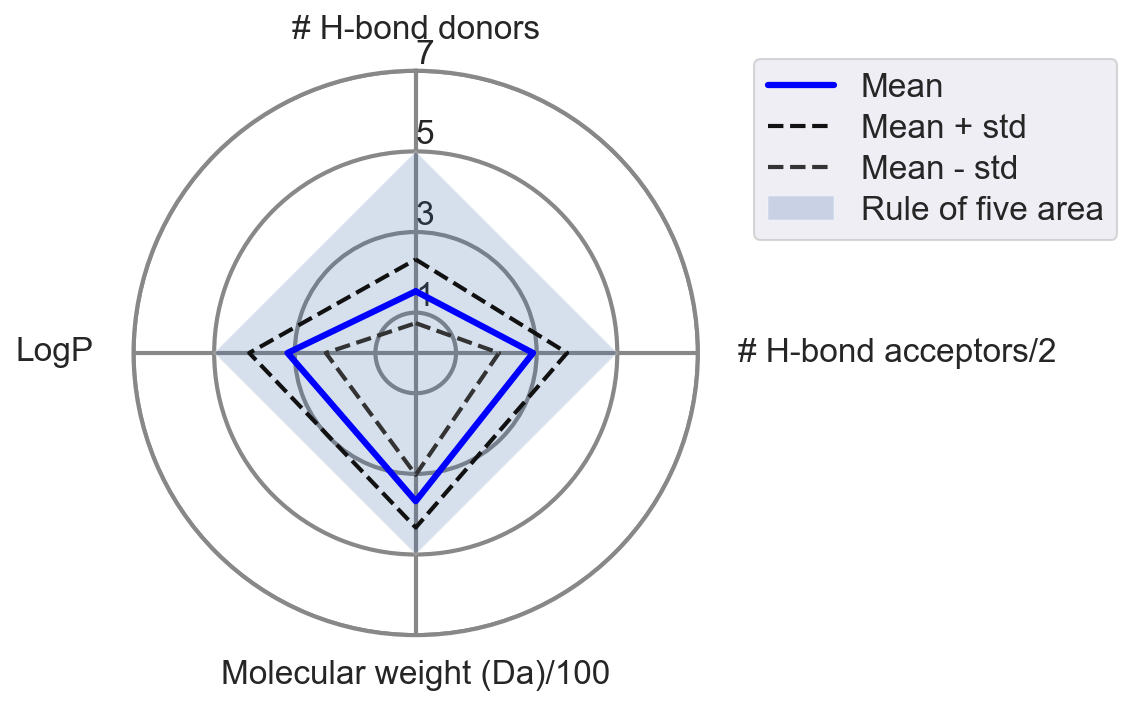 # H-bond donors
7
5
3
1
LogP
# H-bond acceptors/2
Molecular weight (Da)/100
Mean
Mean + std
Mean - std
Rule of five area